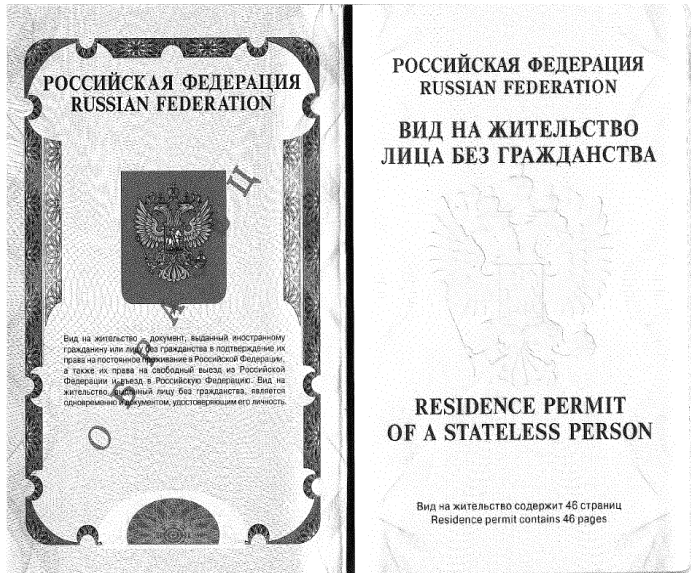 РОССИЙСКАЯ ФЕДЕРАЦИЯ
RUSSIAN FEDERATION
Вид на жительство – документ, выданный иностранному
гражданину или лицу без гражданства в подтверждение их
права на постоянное проживание в Российской Федерации,
а также их права на свободный выезд из Российской
Федерации и въезд в Российскую Федерацию. Вид на
жительство, выданный лицу без гражданства, является
одновременно и документом, удостоверяющим его личность.
ОБРАЗЕЦ
РОССИЙСКАЯ ФЕДЕРАЦИЯ
RUSSIAN FEDERATION
ВИД НА ЖИТЕЛЬСТВО
ЛИЦА БЕЗ ГРАЖДАНСТВА
RESIDENCE PERMIT
OF A STATELESS PERSON
Вид на жительство содержит 46 страниц
Residence permit contains 46 pages